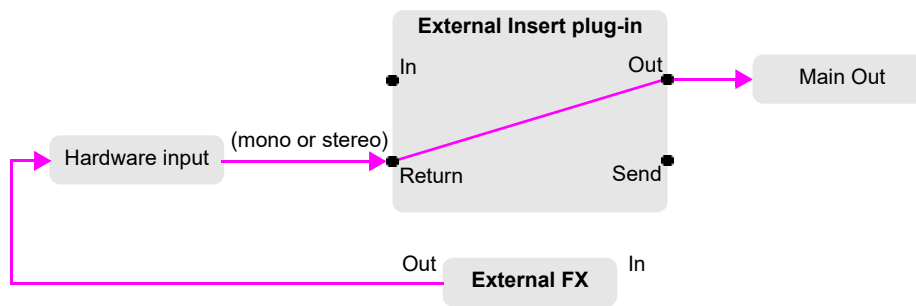 External Insert plug-in
In
Out
Main Out
(mono or stereo)
Hardware input
Return
Send
Out
In
External FX